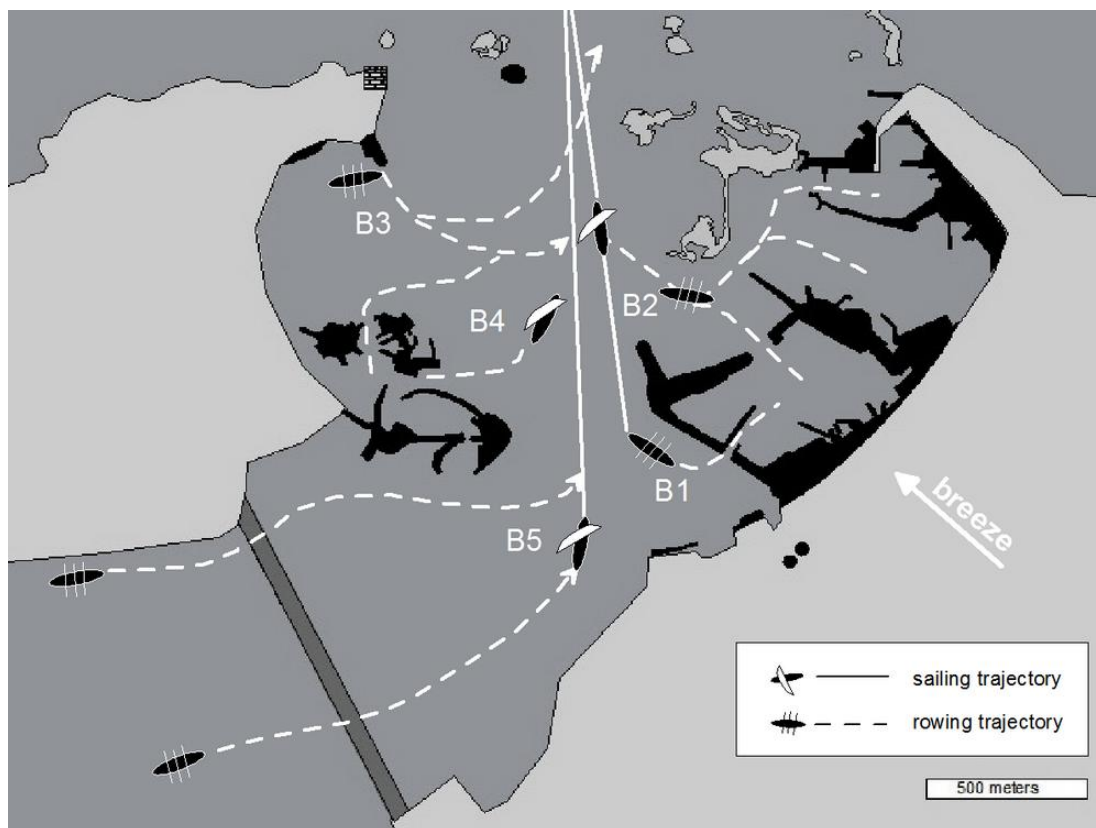 B3
B2
B4
B1
B5
breeze
sailing trajectory
rowing trajectory
500 meters